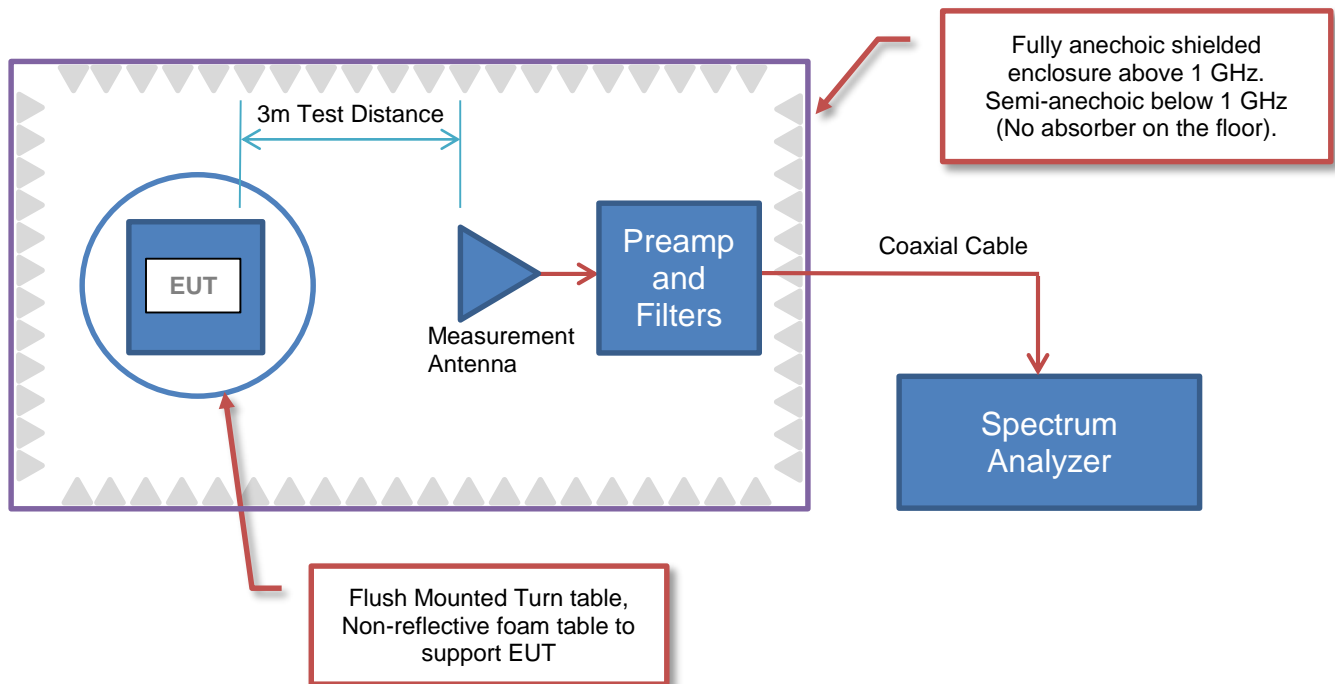 Fully anechoic shielded
enclosure above 1 GHz.
Semi-anechoic below 1 GHz
(No absorber on the floor).
3m Test Distance
EUT
Measurement
Antenna
Preamp
and
Filters
Coaxial Cable
Spectrum
Analyzer
Flush Mounted Turn table,
Non-reflective foam table to
support EUT